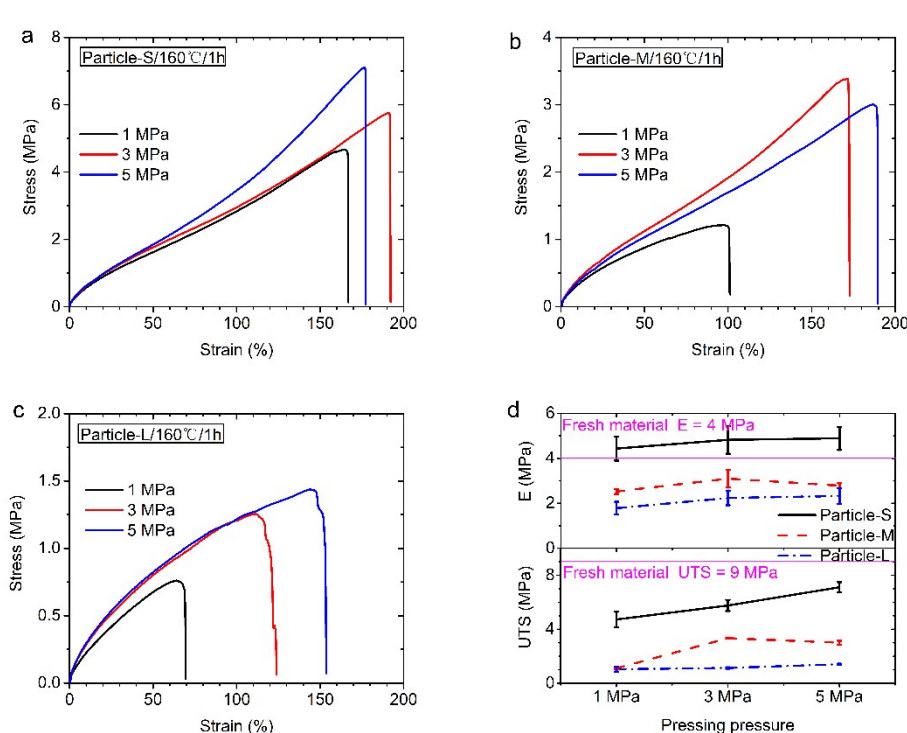 a
Particle-S/160℃/1h
1 MPa
3 MPa
5 MPa
Stress (MPa)
8
6
4
2
0
0 50 100 150 200
Strain (%)
b
Particle-M/160℃/1h
1 MPa
3 MPa
5 MPa
Stress (MPa)
4
3
2
1
0
0 50 100 150 200
Strain (%)
c
Particle-L/160℃/1h
1 MPa
3 MPa
5 MPa
Stress (MPa)
2.0
1.5
1.0
0.5
0.0
0 50 100 150 200
Strain (%)
d
Fresh material E = 4 MPa
E (MPa)
6
4
2
0
Particle-S
Particle-M
Particle-L
Fresh material UTS = 9 MPa
UTS (MPa)
8
4
0
1 MPa 3 MPa 5 MPa
Pressing pressure